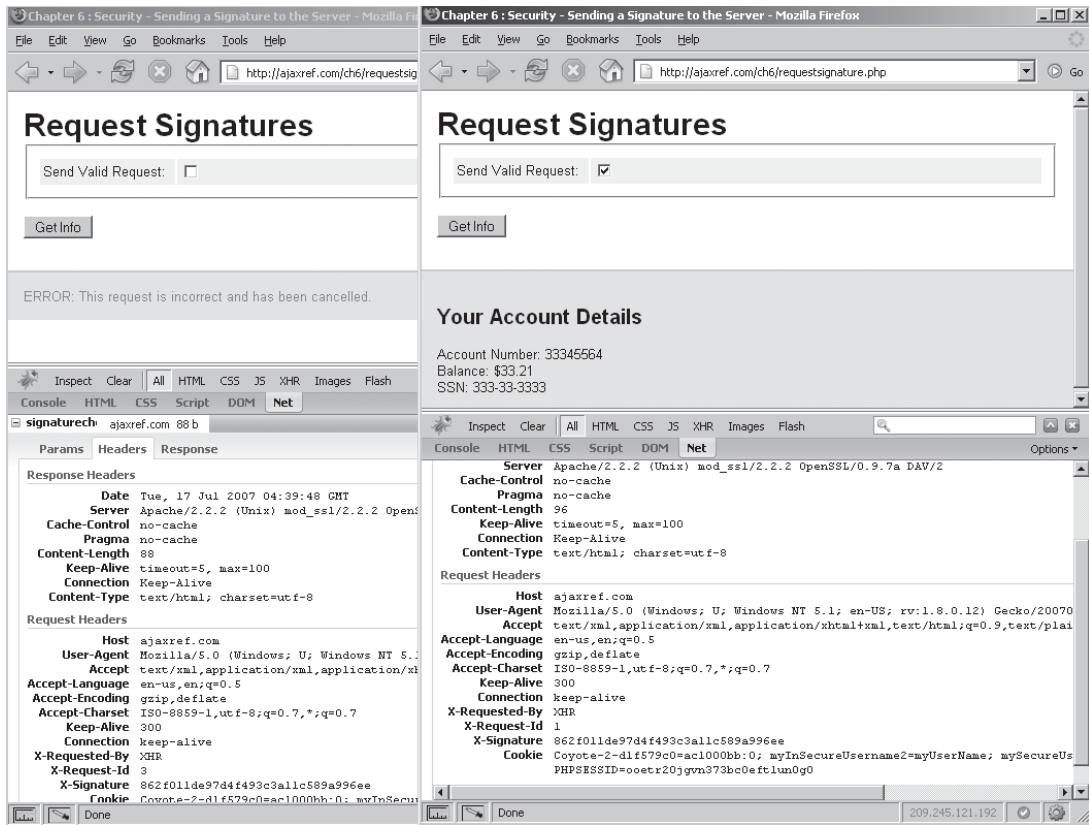 Chapter 6 : Security - Sending a Signature to the Server - Mozilla Fi
File Edit View Go Bookmarks Tools Help
http://ajaxref.com/ch6/requestsig
Request Signatures
Send Valid Request:
Get Info
ERROR: This request is incorrect and has been cancelled.
Inspect Clear All HTML CSS JS XHR Images Flash
Console HTML CSS Script DOM Net
signaturech ajaxref.com 88 b
Params Headers Response
Response Headers
Date Tue, 17 Jul 2007 04:39:48 GMT
Server Apache/2.2.2 (Unix) mod_ssl/2.2.2 OpenS
Cache-Control no-cache
Pragma no-cache
Content-Length 88
Keep-Alive timeout=5, max=100
Connection Keep-Alive
Content-Type text/html; charset=utf-8
Request Headers
Host ajaxref.com
User-Agent Mozilla/5.0 (Windows; U; Windows NT 5.1
Accept text/xml,application/xml,application/xh
Accept-Language en-us,en;q=0.5
Accept-Encoding gzip,deflate
Accept-Charset ISO-8859-1,utf-8;q=0.7,*;q=0.7
Keep-Alive 300
Connection keep-alive
X-Requested-By XHR
X-Request-Id 3
X-Signature 862f011de97d4f493c3a11c589a996ee
Cookie Coyote-2-d1f579c0=ac1000bb:0; myInSecur
Done
Chapter 6 : Security - Sending a Signature to the Server - Mozilla Firefox
File Edit View Go Bookmarks Tools Help
http://ajaxref.com/ch6/requestsignature.php Go
Request Signatures
Send Valid Request:
Get Info
Your Account Details
Account Number: 33345564
Balance: $33.21
SSN: 333-33-3333
Inspect Clear All HTML CSS JS XHR Images Flash
Console HTML CSS Script DOM Net Options
Server Apache/2.2.2 (Unix) mod_ssl/2.2.2 OpenSSL/0.9.7a DAV/2
Cache-Control no-cache
Pragma no-cache
Content-Length 96
Keep-Alive timeout=5, max=100
Connection Keep-Alive
Content-Type text/html; charset=utf-8
Request Headers
Host ajaxref.com
User-Agent Mozilla/5.0 (Windows; U; Windows NT 5.1; en-US; rv:1.8.0.12) Gecko/20070
Accept text/xml,application/xml,application/xhtml+xml,text/html;q=0.9,text/plai
Accept-Language en-us,en;q=0.5
Accept-Encoding gzip,deflate
Accept-Charset ISO-8859-1,utf-8;q=0.7,*;q=0.7
Keep-Alive 300
Connection keep-alive
X-Requested-By XHR
X-Request-Id 1
X-Signature 862f011de97d4f493c3a11c589a996ee
Cookie Coyote-2-d1f579c0=ac1000bb:0; myInSecureUsername2=myUserName; mySecureUs
PHPSESSID=ooetr20jgvn373bc0eftlun0g0
Done 209.245.121.192